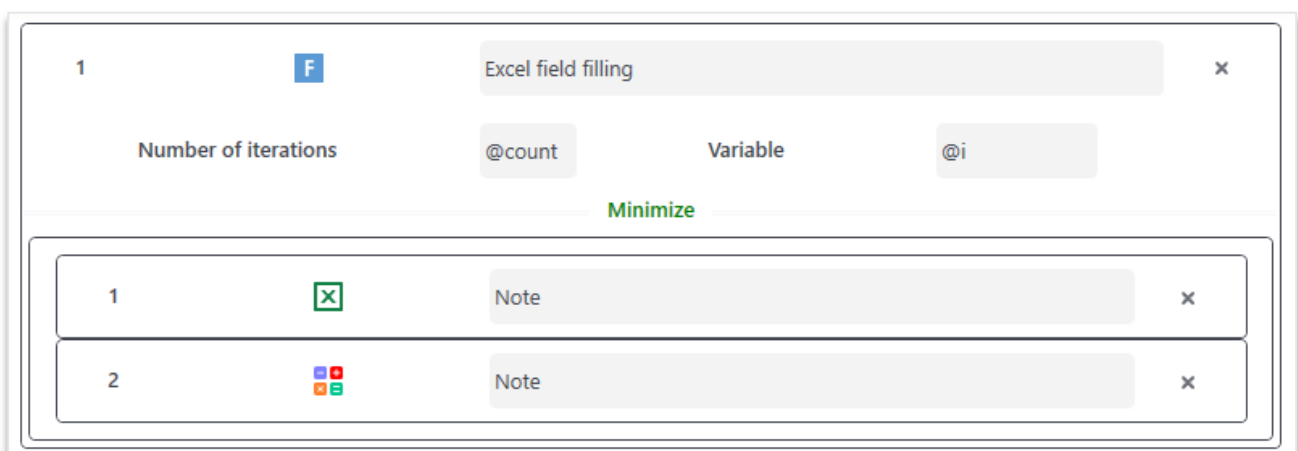 1 F Excel field filling ×
Number of iterations @count Variable @i
Minimize
1 Note ×
2 Note ×